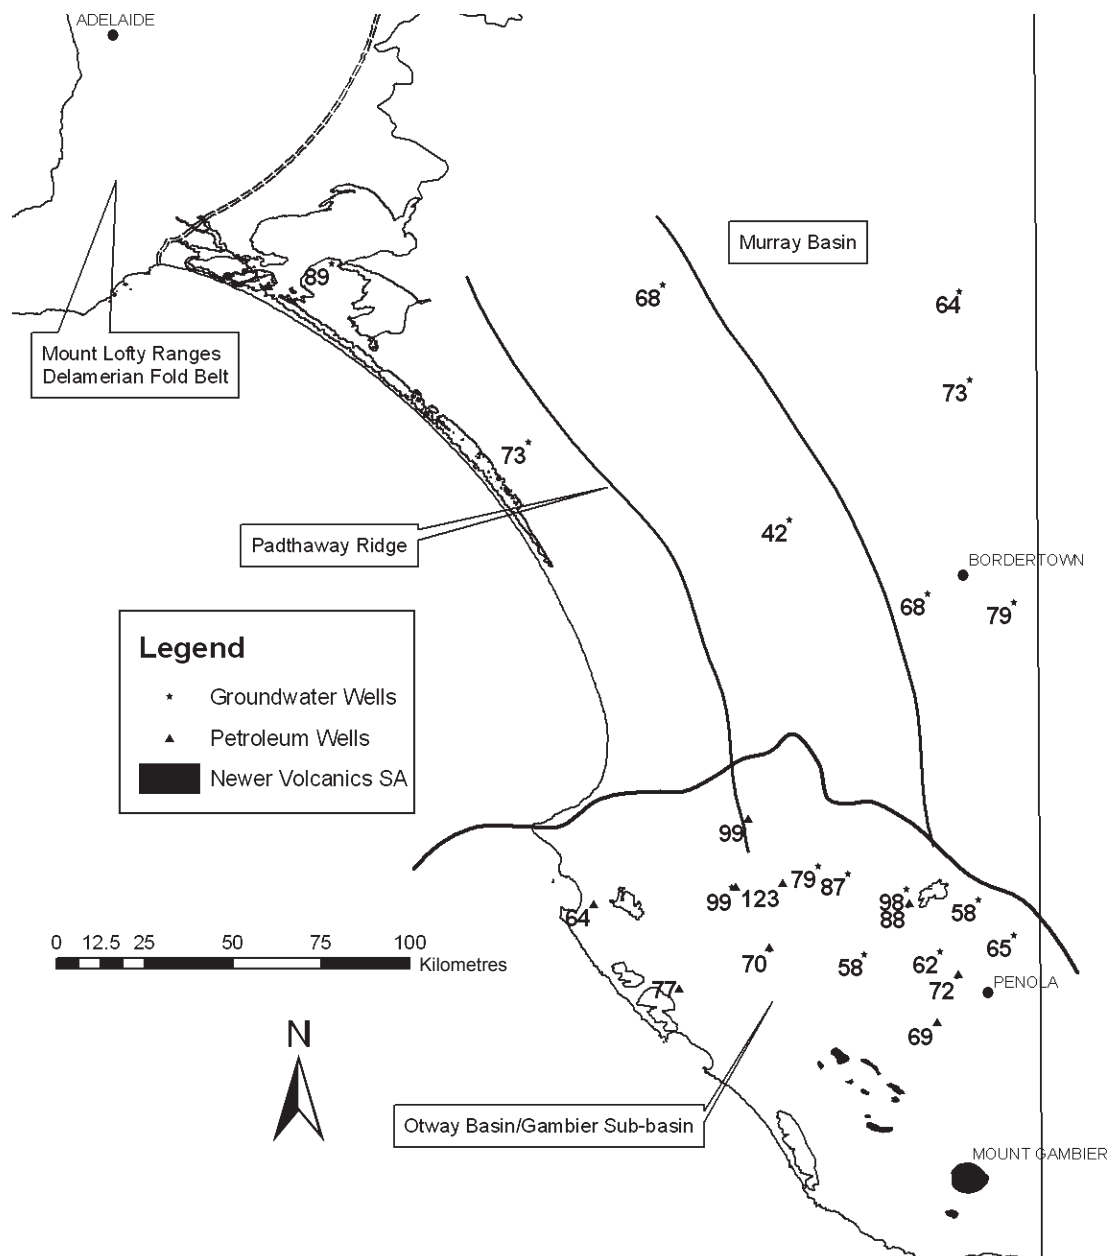 ADELAIDE
Murray Basin
89
68
64
Mount Lofty Ranges
Delamerian Fold Belt
73
73
42
Padthaway Ridge
BORDERTOWN
68
79
Legend
Groundwater Wells
Petroleum Wells
Newer Volcanics SA
99
79
87
99
123
98
88
58
64
0 12.5 25 50 75 100
Kilometres
65
70
58
62
72
77
PENOLA
N
69
Otway Basin/Gambier Sub-basin
MOUNT GAMBIER